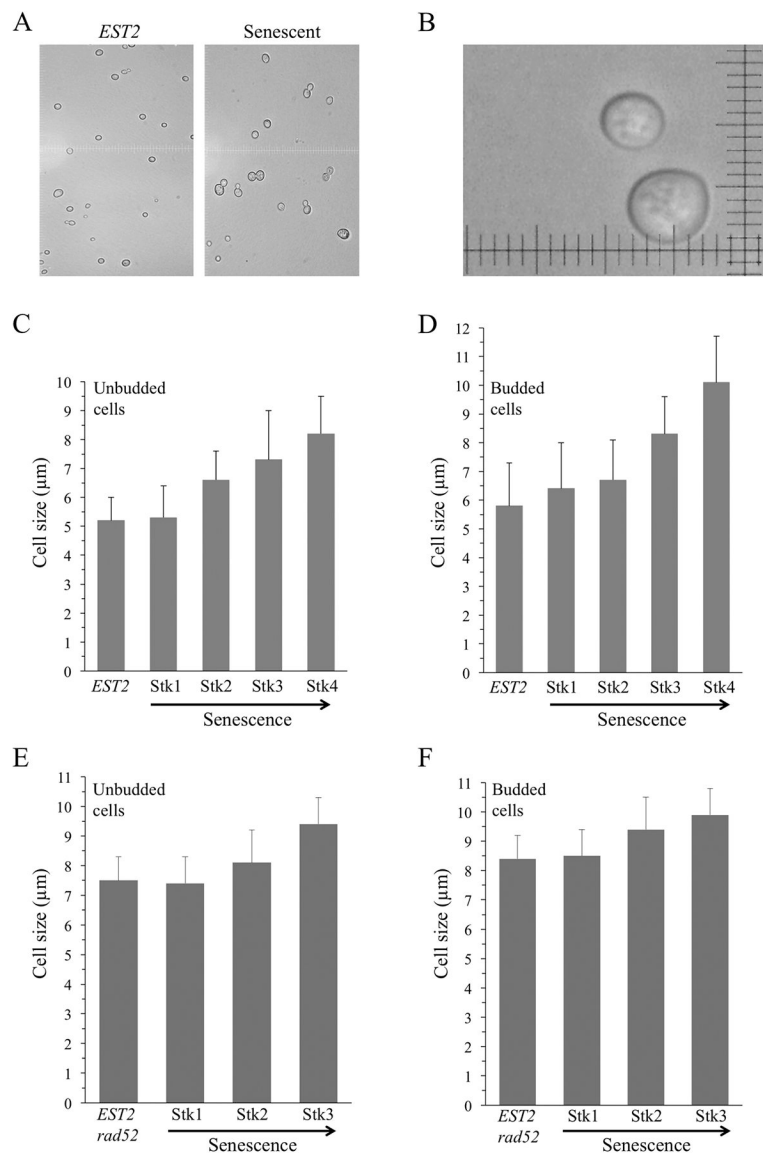 A
EST2
Senescent
B
C
Unbudded
cells
Cell size (µm)
10
9
8
7
6
5
4
3
2
1
0
EST2
Stk1
Stk2
Stk3
Stk4
Senescence
D
Budded
cells
Cell size (µm)
12
11
10
9
8
7
6
5
4
3
2
1
0
EST2
Stk1
Stk2
Stk3
Stk4
Senescence
E
Unbudded
cells
Cell size (µm)
11
10
9
8
7
6
5
4
3
2
1
0
EST2
rad52
Stk1
Stk2
Stk3
Senescence
F
Budded
cells
Cell size (µm)
11
10
9
8
7
6
5
4
3
2
1
0
EST2
rad52
Stk1
Stk2
Stk3
Senescence